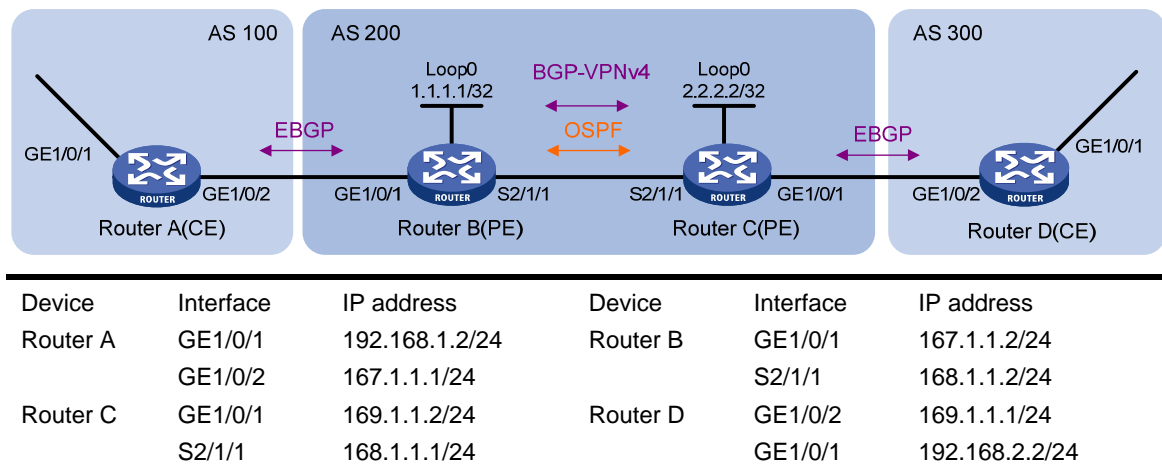 AS 100
AS 200
AS 300
Loop0
1.1.1.1/32
BGP-VPNv4
Loop0
2.2.2.2/32
EBGP
OSPF
EBGP
GE1/0/1
GE1/0/1
ROUTER
GE1/0/2
GE1/0/1
ROUTER
S2/1/1
S2/1/1
ROUTER
GE1/0/1
GE1/0/2
ROUTER
Router A(CE)
Router B(PE)
Router C(PE)
Router D(CE)
Device Interface IP address Device Interface IP address
Router A GE1/0/1 192.168.1.2/24 Router B GE1/0/1 167.1.1.2/24
GE1/0/2 167.1.1.1/24 S2/1/1 168.1.1.2/24
Router C GE1/0/1 169.1.1.2/24 Router D GE1/0/2 169.1.1.1/24
S2/1/1 168.1.1.1/24 GE1/0/1 192.168.2.2/24